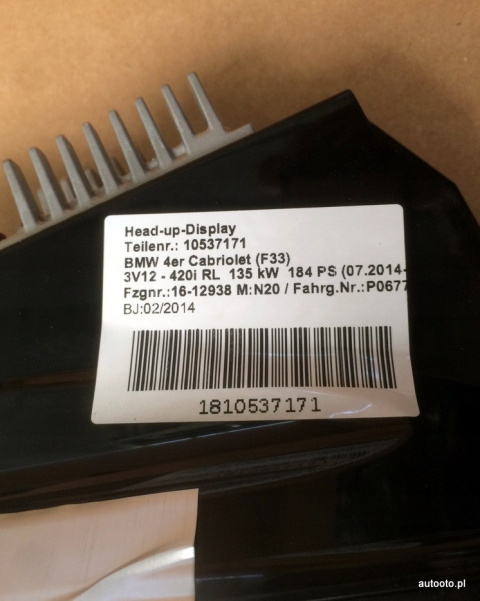 Head-up-Display
Teilenr.: 10537171
BMW 4er Cabriolet (F33)
3V12 - 420i RL 135 kW 184 PS (07.2014-
Fzgnr.:16-12938 M:N20 / Fahrg.Nr.:P0677
BJ:02/2014
1810537171
autooto.pl